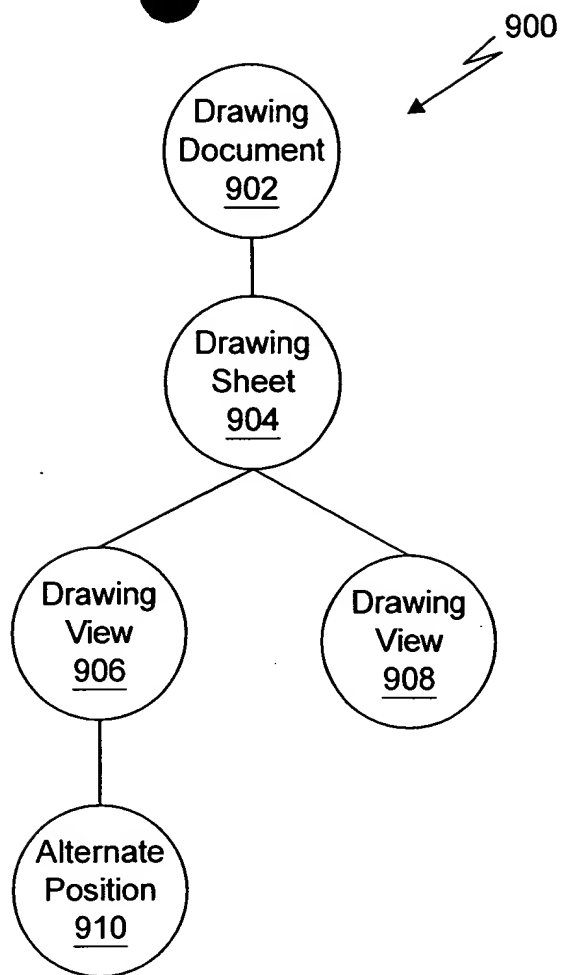 900
Drawing
Document
902
Drawing
Sheet
904
Drawing
View
906
Drawing
View
908
Alternate
Position
910